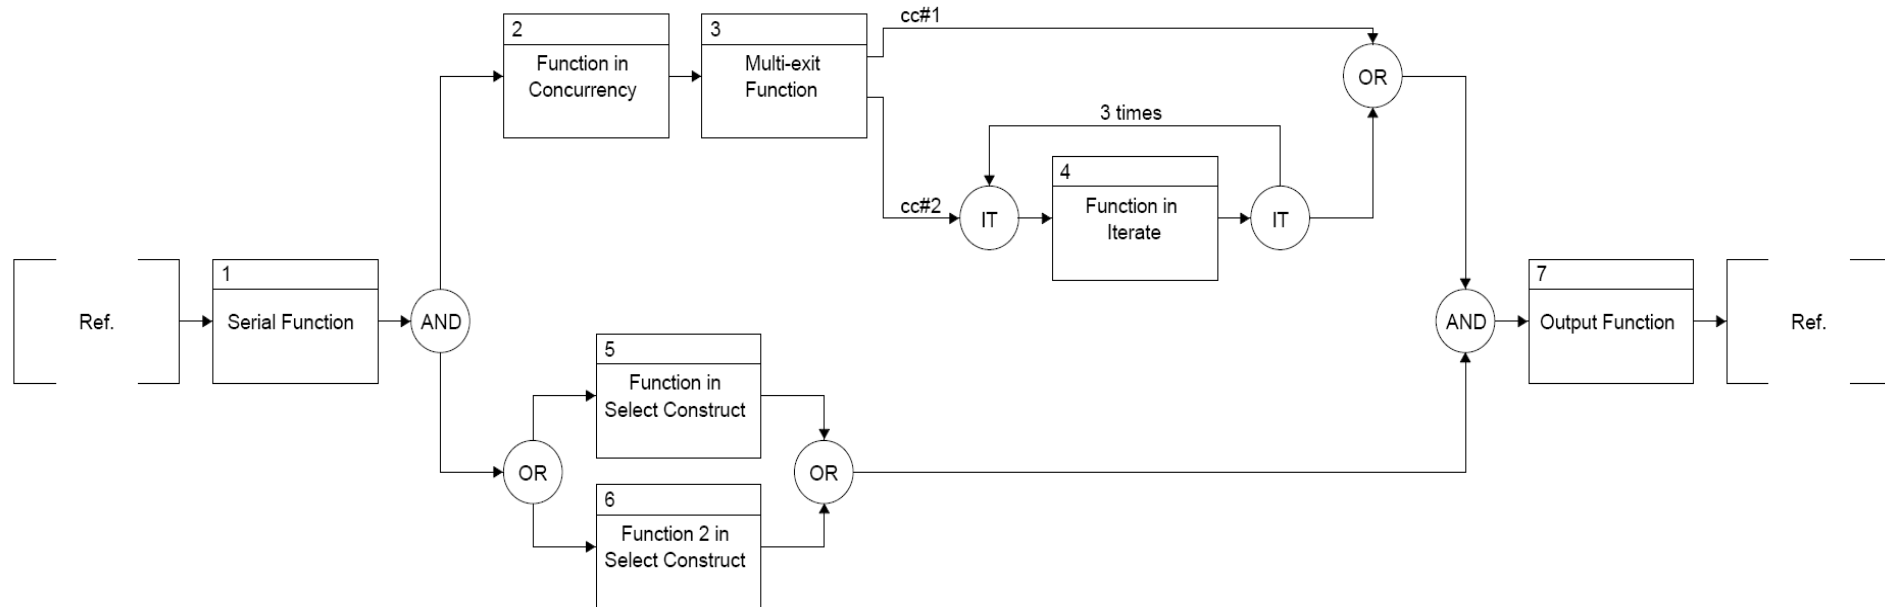 2
Function in
Concurrency
3
Multi-exit
Function
cc#1
OR
3 times
cc#2
IT
4
Function in
Iterate
IT
Ref.
1
Serial Function
AND
5
Function in
Select Construct
OR
OR
6
Function 2 in
Select Construct
AND
7
Output Function
Ref.